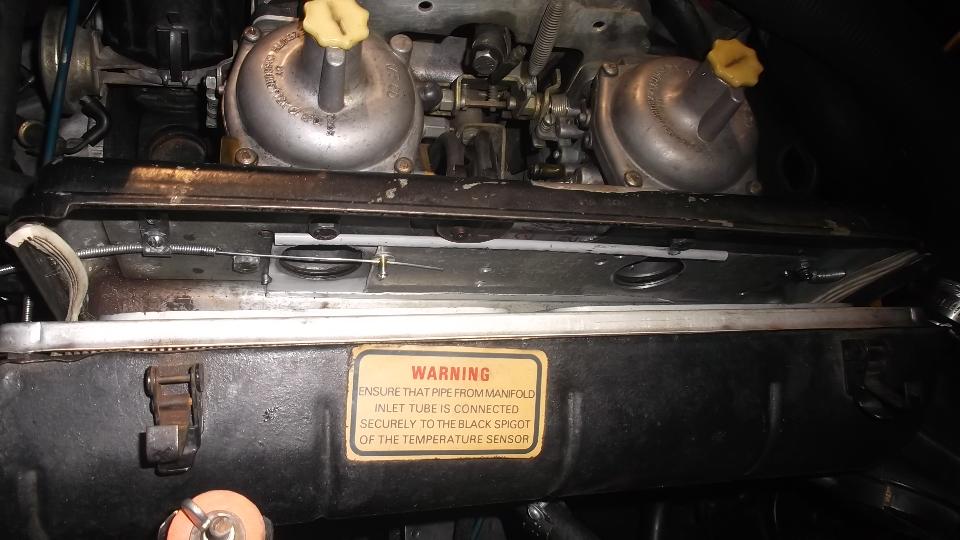 WARNING
ENSURE THAT PIPE FROM MANIFOLD
INLET TUBE IS CONNECTED
SECURELY TO THE BLACK SPIGOT
OF THE TEMPERATURE SENSOR